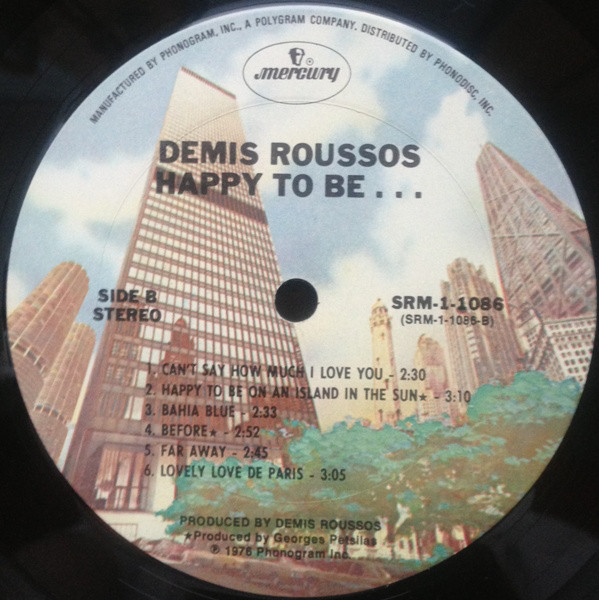 MANUFACTURED BY PHONOGRAM, INC., A POLYGRAM COMPANY. DISTRIBUTED BY PHONODISC, INC.
mercury
DEMIS ROUSSOS
HAPPY TO BE...
SIDE B
STEREO
SRM-1-1086
(SRM-1-1086-B)
1. CAN'T SAY HOW MUCH I LOVE YOU - 2:30
2. HAPPY TO BE ON AN ISLAND IN THE SUN★ - 3:10
3. BAHIA BLUE - 2:33
4. BEFORE★ - 2:52
5. FAR AWAY - 2:45
6. LOVELY LOVE DE PARIS - 3:05
PRODUCED BY DEMIS ROUSSOS
★Produced by Georges Petsilas
℗ 1976 Phonogram Inc.